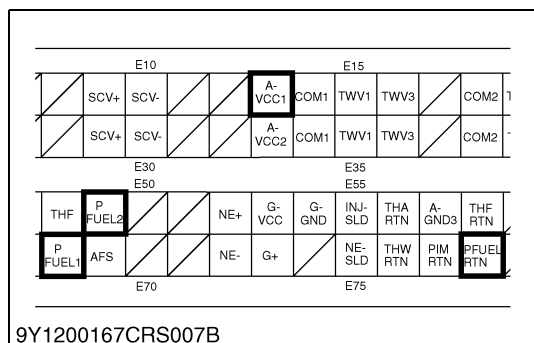 E10 E15
SCV+ SCV- A-VCC1 COM1 TWV1 TWV3 COM2
SCV+ SCV- A-VCC2 COM1 TWV1 TWV3 COM2
E30 E35
E50 E55
THF P FUEL2 NE+ G-VCC G-GND INJ-SLD THA RTN A-GND3 THF RTN
P FUEL1 AFS NE- G+ NE-SLD THW RTN PIM RTN PFUEL RTN
E70 E75
9Y1200167CRS007B